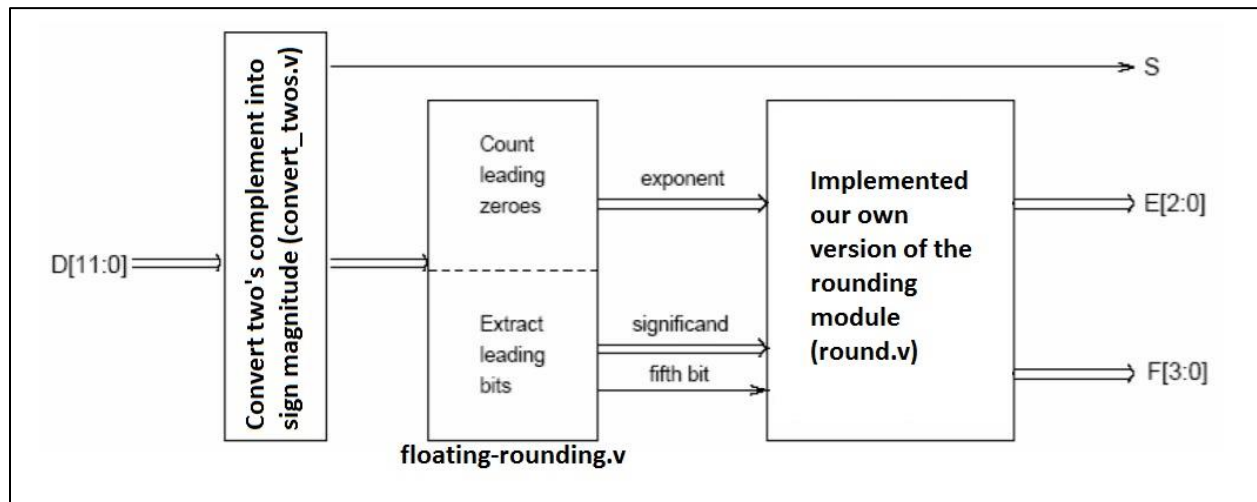 Convert two's complement into
sign magnitude (convert_twos.v)
S
Count
leading
zeroes
exponent
Implemented
our own
version of the
rounding
module
(round.v)
E[2:0]
D[11:0]
Extract
leading
bits
significand
fifth bit
F[3:0]
floating-rounding.v